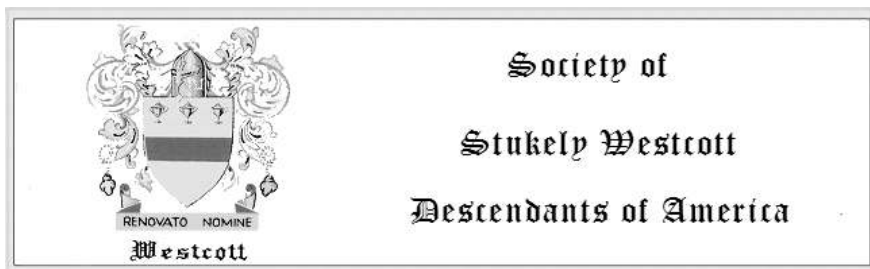 RENOVATO NOMINE
Westcott
Society of
Stukely Westcott
Descendants of America